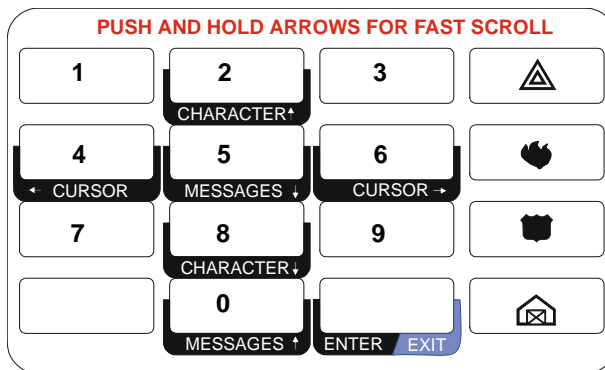 PUSH AND HOLD ARROWS FOR FAST SCROLL
1 2 3
CHARACTER↑
4 5 6
← CURSOR MESSAGES ↓ CURSOR →
7 8 9
CHARACTER↓
0
MESSAGES ↑ ENTER EXIT